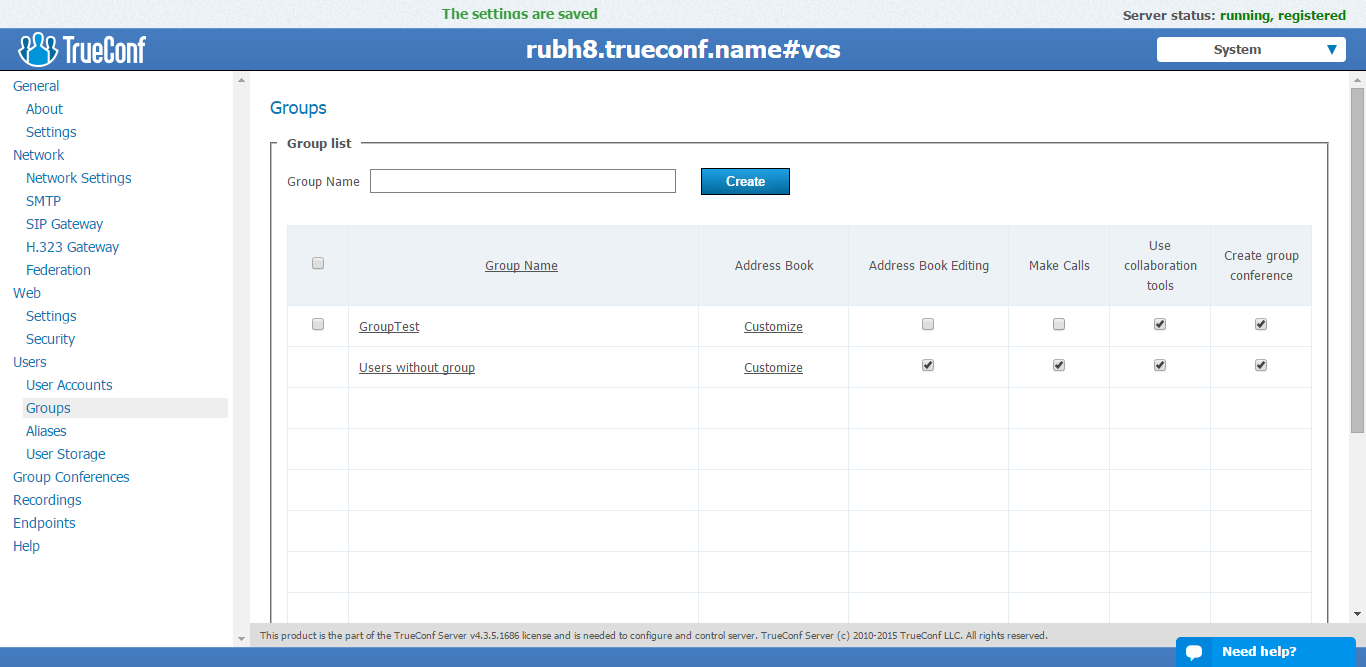 The settings are saved
Server status: running, registered
TrueConf
rubh8.trueconf.name#vcs
System
General
About
Settings
Network
Network Settings
SMTP
SIP Gateway
H.323 Gateway
Federation
Web
Settings
Security
Users
User Accounts
Groups
Aliases
User Storage
Group Conferences
Recordings
Endpoints
Help
Groups
Group list
Group Name
Create
Group Name
Address Book
Address Book Editing
Make Calls
Use
collaboration
tools
Create group
conference
GroupTest
Customize
Users without group
Customize
This product is the part of the TrueConf Server v4.3.5.1686 license and is needed to configure and control server. TrueConf Server (c) 2010-2015 TrueConf LLC. All rights reserved.
Need help?